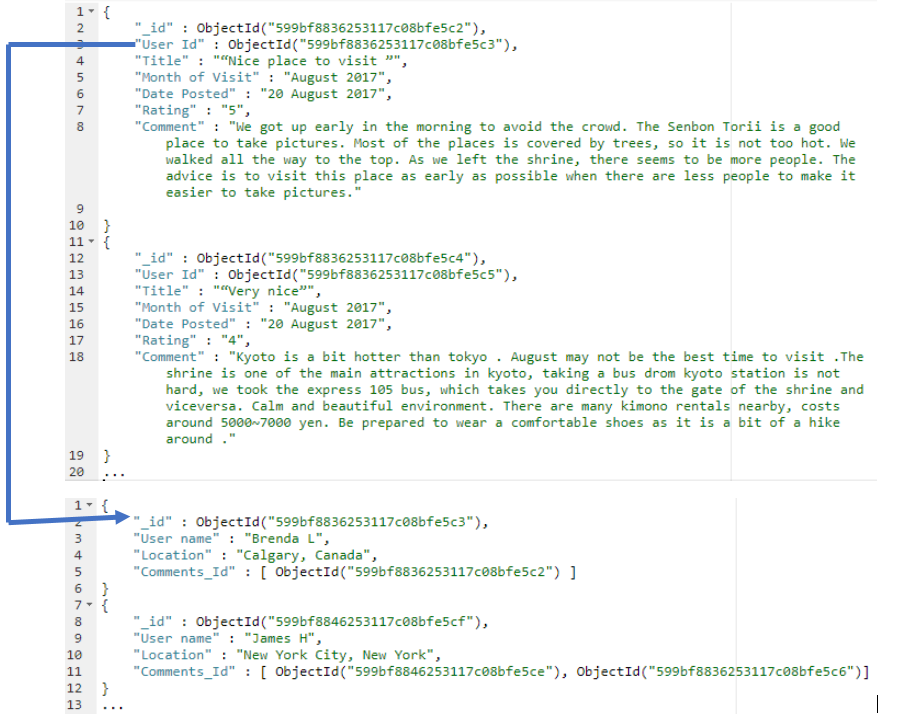 1 {
2 "_id" : ObjectId("599bf8836253117c08bfe5c2"),
3 "User Id" : ObjectId("599bf8836253117c08bfe5c3"),
4 "Title" : "“Nice place to visit ”",
5 "Month of Visit" : "August 2017",
6 "Date Posted" : "20 August 2017",
7 "Rating" : "5",
8 "Comment" : "We got up early in the morning to avoid the crowd. The Senbon Torii is a good
place to take pictures. Most of the places is covered by trees, so it is not too hot. We
walked all the way to the top. As we left the shrine, there seems to be more people. The
advice is to visit this place as early as possible when there are less people to make it
easier to take pictures."
9
10 }
11 {
12 "_id" : ObjectId("599bf8836253117c08bfe5c4"),
13 "User Id" : ObjectId("599bf8836253117c08bfe5c5"),
14 "Title" : "“Very nice”",
15 "Month of Visit" : "August 2017",
16 "Date Posted" : "20 August 2017",
17 "Rating" : "4",
18 "Comment" : "Kyoto is a bit hotter than tokyo . August may not be the best time to visit .The
shrine is one of the main attractions in kyoto, taking a bus drom kyoto station is not
hard, we took the express 105 bus, which takes you directly to the gate of the shrine and
viceversa. Calm and beautiful environment. There are many kimono rentals nearby, costs
around 5000~7000 yen. Be prepared to wear a comfortable shoes as it is a bit of a hike
around ."
19 }
20 ...
1 {
2 "_id" : ObjectId("599bf8836253117c08bfe5c3"),
3 "User name" : "Brenda L",
4 "Location" : "Calgary, Canada",
5 "Comments_Id" : [ ObjectId("599bf8836253117c08bfe5c2") ]
6 }
7 {
8 "_id" : ObjectId("599bf8846253117c08bfe5cf"),
9 "User name" : "James H",
10 "Location" : "New York City, New York",
11 "Comments_Id" : [ ObjectId("599bf8846253117c08bfe5ce"), ObjectId("599bf8836253117c08bfe5c6")]
12 }
13 ...